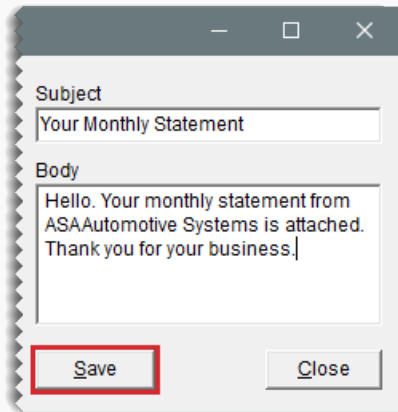 Subject
Your Monthly Statement
Body
Hello. Your monthly statement from
ASAAutomotive Systems is attached.
Thank you for your business.
Save
Close